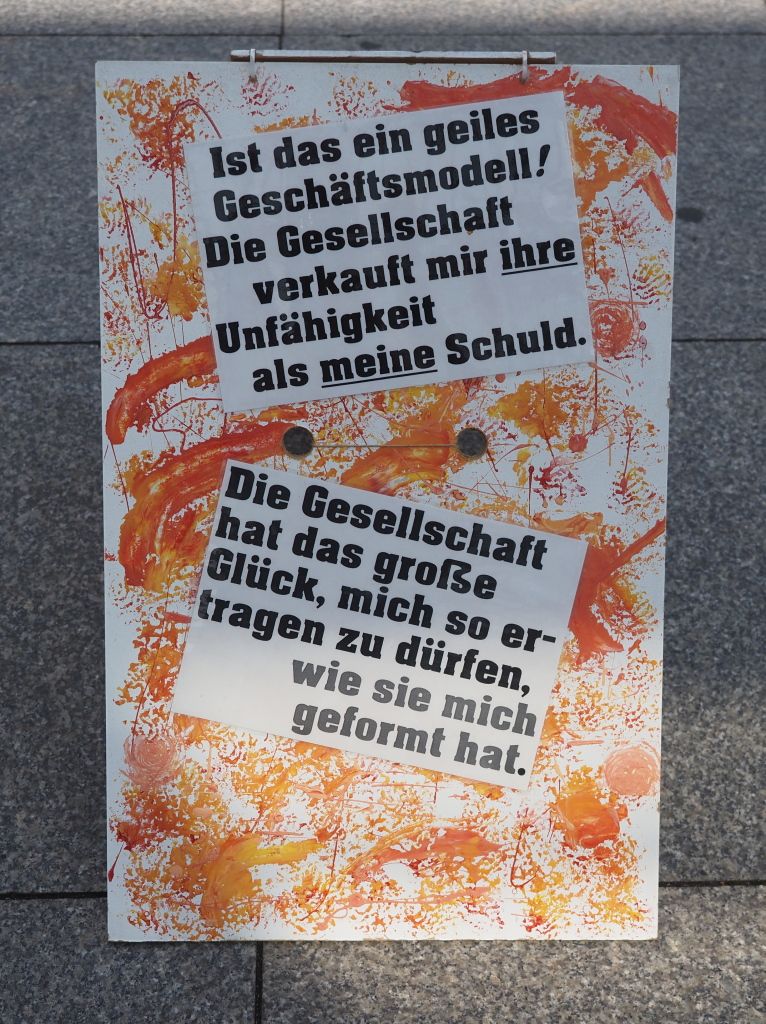 Ist das ein geiles
Geschäftsmodell!
Die Gesellschaft
verkauft mir ihre
Unfähigkeit
als meine Schuld.
Die Gesellschaft
hat das große
Glück, mich so er-
tragen zu dürfen,
wie sie mich
geformt hat.